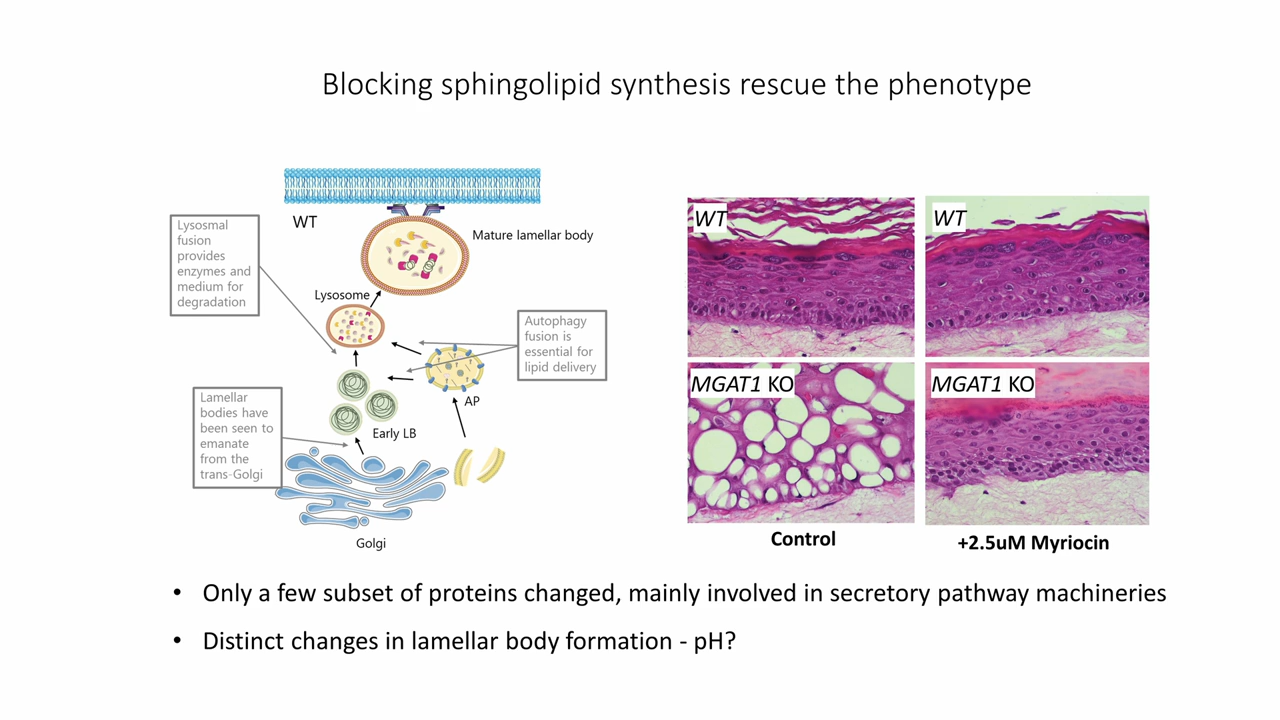 Blocking sphingolipid synthesis rescue the phenotype
WT
Lysosmal
fusion
provides
enzymes and
medium for
degradation
Mature lamellar body
Lysosome
Autophagy
fusion is
essential for
lipid delivery
AP
Early LB
Lamellar
bodies have
been seen to
emanate
from the
trans-Golgi
Golgi
WT
WT
MGAT1 KO
MGAT1 KO
Control
+2.5uM Myriocin
• Only a few subset of proteins changed, mainly involved in secretory pathway machineries
• Distinct changes in lamellar body formation - pH?